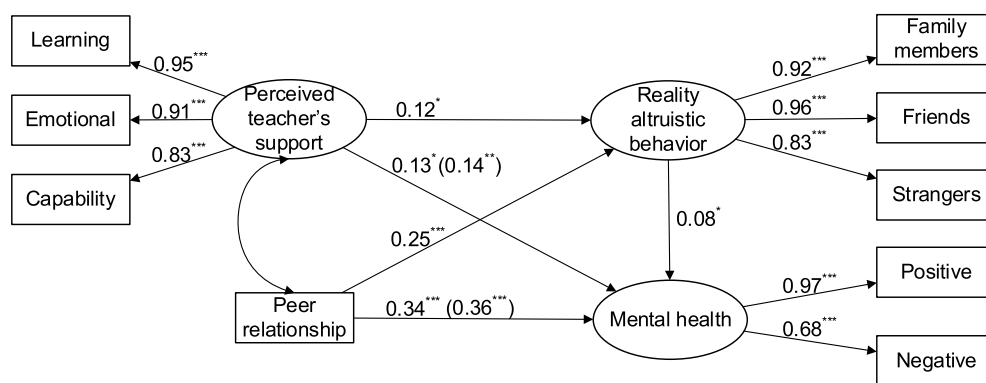 Learning
Emotional
Capability
0.95***
0.91***
0.83***
Perceived
teacher's
support
0.12*
0.13* (0.14**)
0.25***
Peer
relationship
0.34*** (0.36***)
Reality
altruistic
behavior
0.08*
Mental health
0.92***
0.96***
0.83***
Family
members
Friends
Strangers
0.97***
0.68***
Positive
Negative